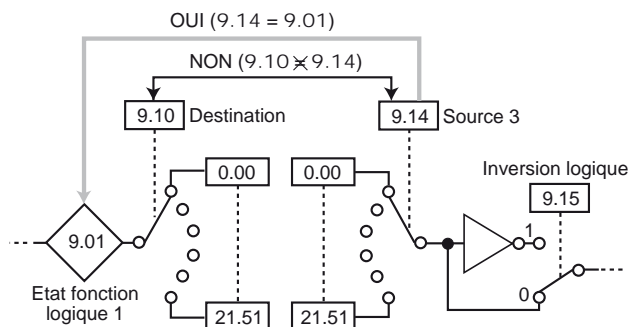 OUI (9.14 = 9.01)
NON (9.10 ≠ 9.14)
9.10 Destination
9.14 Source 3
Inversion logique
9.15
0.00
0.00
9.01
1
Etat fonction
logique 1
0
21.51
21.51